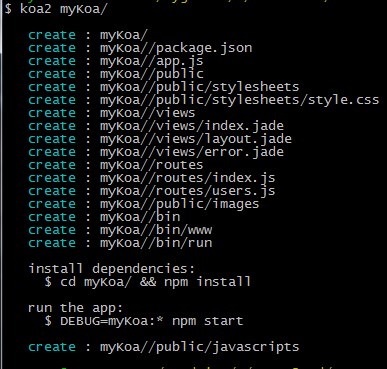 $ koa2 myKoa/
create : myKoa/
create : myKoa//package.json
create : myKoa//app.js
create : myKoa//public
create : myKoa//public/stylesheets
create : myKoa//public/stylesheets/style.css
create : myKoa//views
create : myKoa//views/index.jade
create : myKoa//views/layout.jade
create : myKoa//views/error.jade
create : myKoa//routes
create : myKoa//routes/index.js
create : myKoa//routes/users.js
create : myKoa//public/images
create : myKoa//bin
create : myKoa//bin/www
create : myKoa//bin/run
install dependencies:
$ cd myKoa/ && npm install
run the app:
$ DEBUG=myKoa:* npm start
create : myKoa//public/javascripts